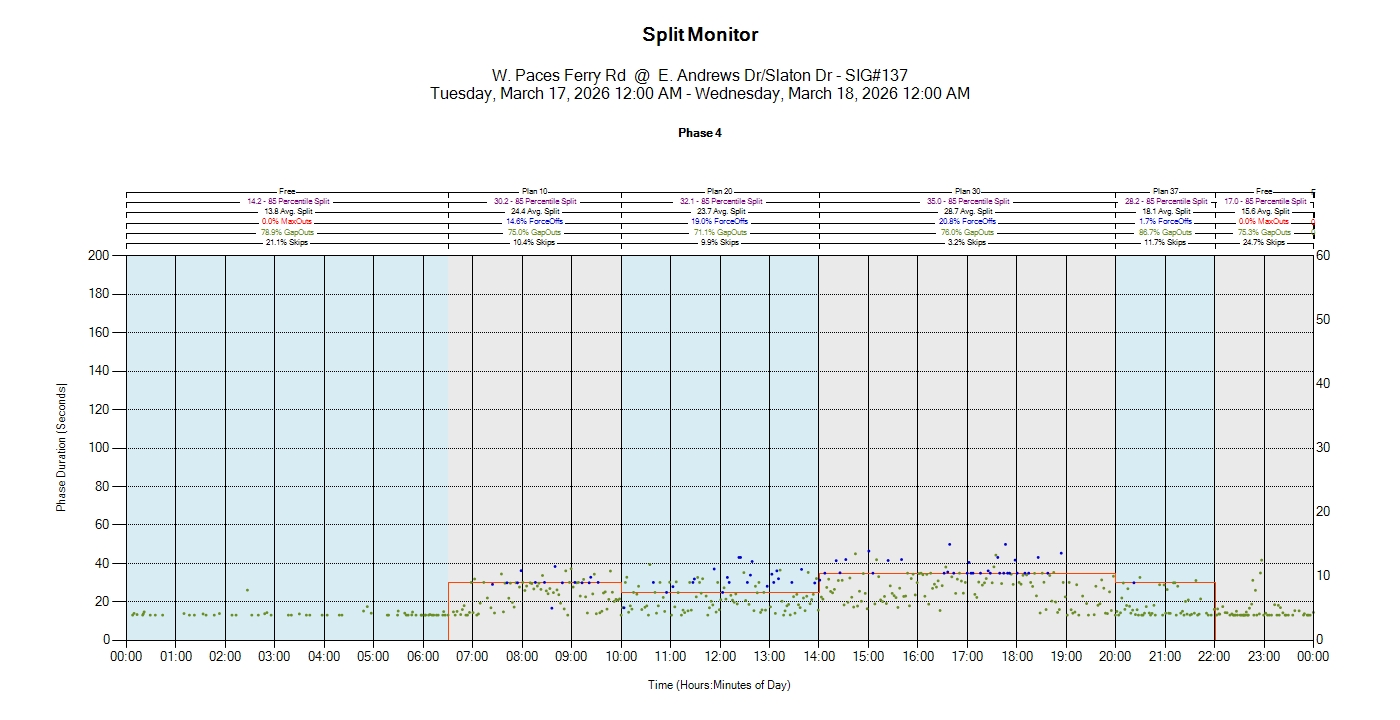 Split Monitor
W. Paces Ferry Rd @ E. Andrews Dr/Slaton Dr - SIG#137
Tuesday, March 17, 2026 12:00 AM - Wednesday, March 18, 2026 12:00 AM
Phase 4
Free Plan 10 Plan 20 Plan 30 Plan 37 Free
14.2 - 85 Percentile Split 30.2 - 85 Percentile Split 32.1 - 85 Percentile Split 35.0 - 85 Percentile Split 28.2 - 85 Percentile Split 17.0 - 85 Percentile Split
13.8 Avg. Split 24.4 Avg. Split 23.7 Avg. Split 28.7 Avg. Split 18.1 Avg. Split 15.6 Avg. Split
0.0% MaxOuts 14.6% ForceOffs 19.0% ForceOffs 20.8% ForceOffs 1.7% ForceOffs 0.0% MaxOuts
78.9% GapOuts 75.0% GapOuts 71.1% GapOuts 76.0% GapOuts 86.7% GapOuts 75.3% GapOuts
21.1% Skips 10.4% Skips 9.9% Skips 3.2% Skips 11.7% Skips 24.7% Skips
200 60
180
160 50
140
120 40
100 30
80
60 20
40
20 10
0 0
Phase Duration (Seconds)
00:00 01:00 02:00 03:00 04:00 05:00 06:00 07:00 08:00 09:00 10:00 11:00 12:00 13:00 14:00 15:00 16:00 17:00 18:00 19:00 20:00 21:00 22:00 23:00 00:00
Time (Hours:Minutes of Day)